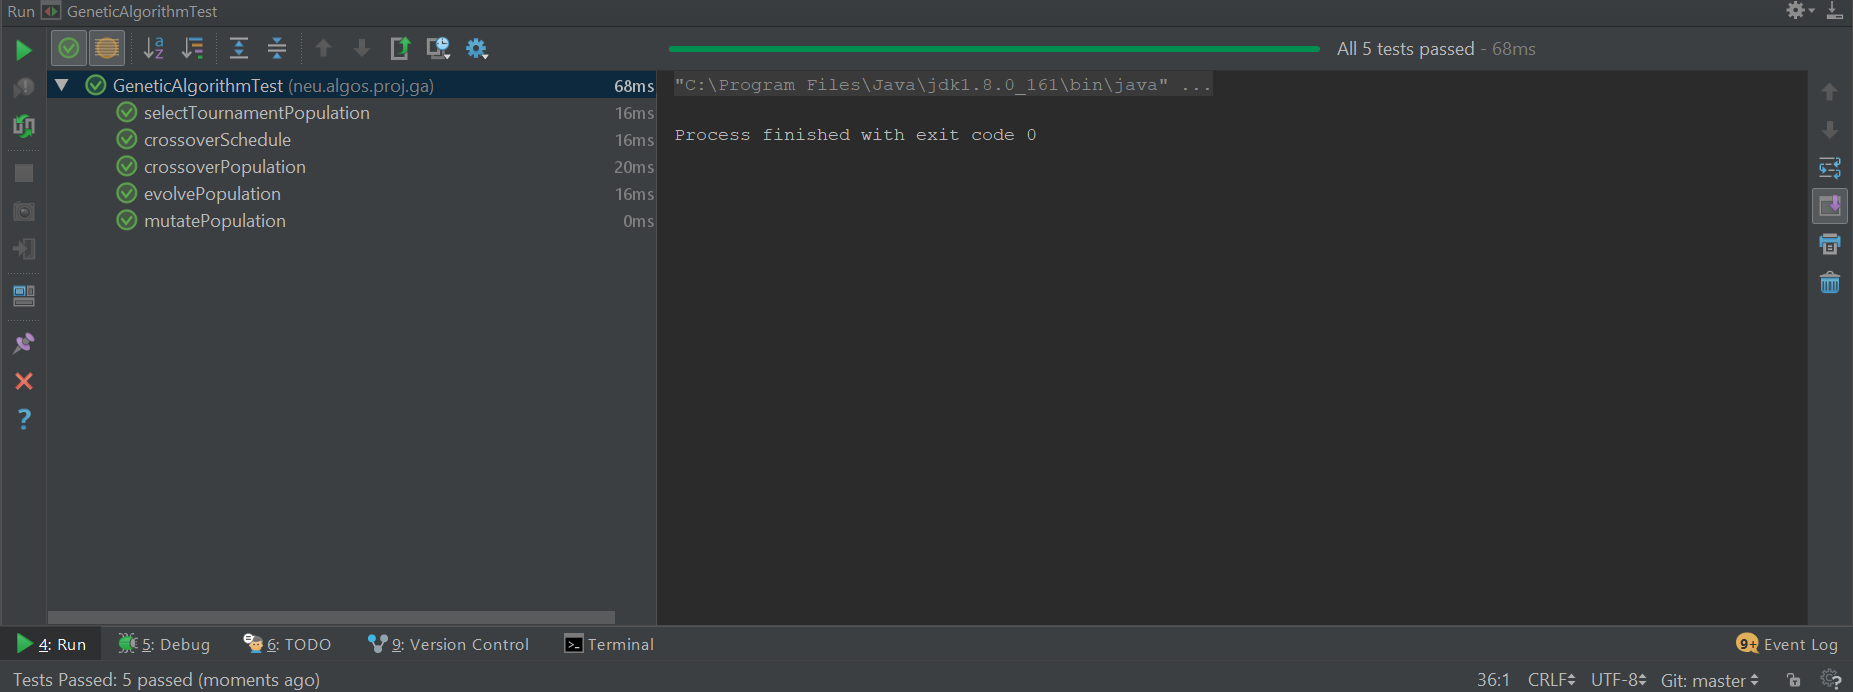 Run GeneticAlgorithmTest
All 5 tests passed - 68ms
GeneticAlgorithmTest (neu.algos.proj.ga) 68ms
selectTournamentPopulation 16ms
crossoverSchedule 16ms
crossoverPopulation 20ms
evolvePopulation 16ms
mutatePopulation 0ms
"C:\Program Files\Java\jdk1.8.0_161\bin\java" ...
Process finished with exit code 0
4: Run 5: Debug 6: TODO 9: Version Control Terminal 9+ Event Log
Tests Passed: 5 passed (moments ago) 36:1 CRLF UTF-8 Git: master